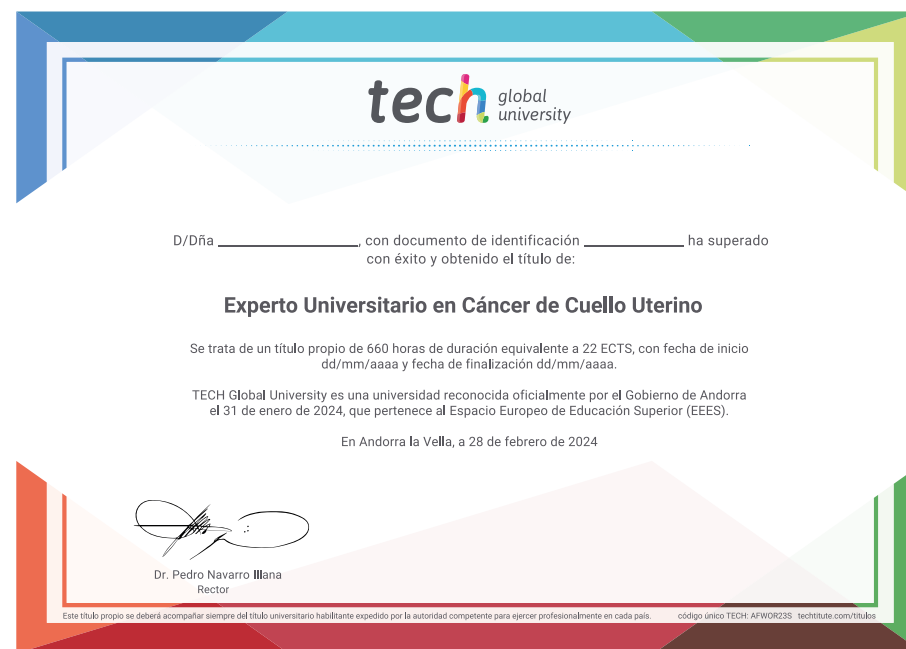 tech global
university
D/Dña ____________________, con documento de identificación ______________ ha superado
con éxito y obtenido el título de:
Experto Universitario en Cáncer de Cuello Uterino
Se trata de un título propio de 660 horas de duración equivalente a 22 ECTS, con fecha de inicio
dd/mm/aaaa y fecha de finalización dd/mm/aaaa.
TECH Global University es una universidad reconocida oficialmente por el Gobierno de Andorra
el 31 de enero de 2024, que pertenece al Espacio Europeo de Educación Superior (EEES).
En Andorra la Vella, a 28 de febrero de 2024
Dr. Pedro Navarro Illana
Rector
Este título propio se deberá acompañar siempre del título universitario habilitante expedido por la autoridad competente para ejercer profesionalmente en cada país. código único TECH: AFWOR23S techtitute.com/titulos